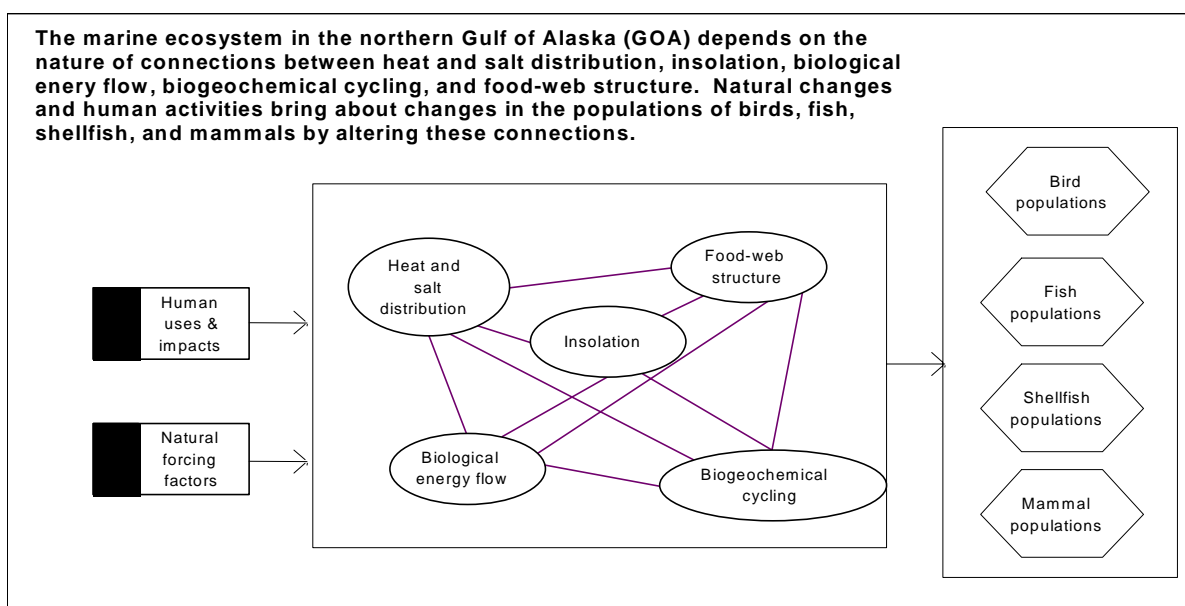 The marine ecosystem in the northern Gulf of Alaska (GOA) depends on the
nature of connections between heat and salt distribution, insolation, biological
enery flow, biogeochemical cycling, and food-web structure.  Natural changes
and human activities bring about changes in the populations of birds, fish,
shellfish, and mammals by altering these connections.
Human
uses &
impacts
Natural
forcing
factors
Heat and
salt
distribution
Food-web
structure
Insolation
Biological
energy flow
Biogeochemical
cycling
Bird
populations
Fish
populations
Shellfish
populations
Mammal
populations